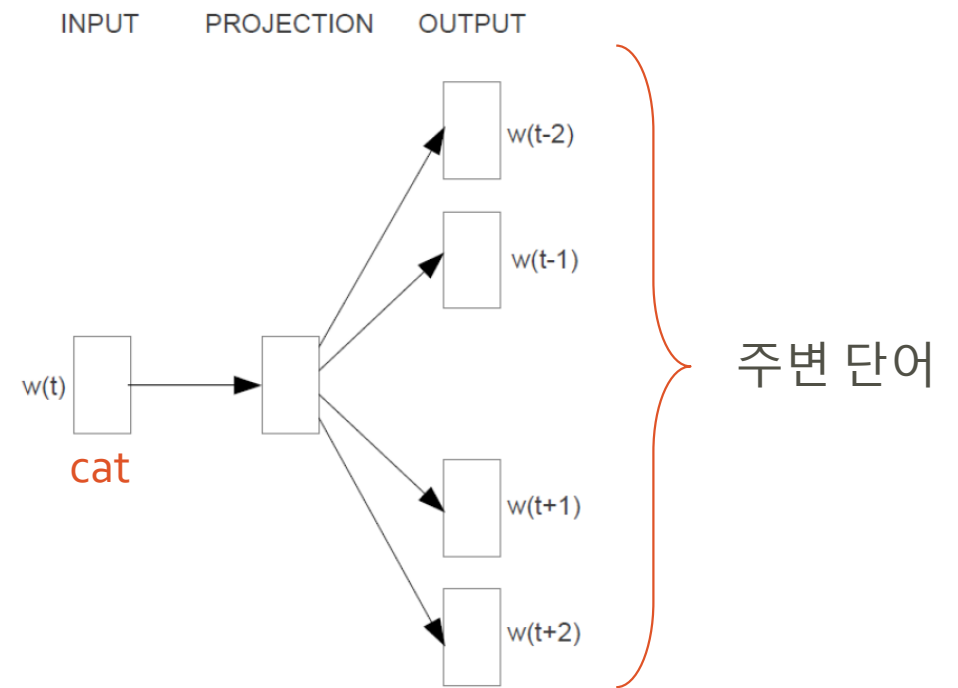 INPUT PROJECTION OUTPUT
w(t-2)
w(t-1)
주변 단어
w(t)
cat
w(t+1)
w(t+2)